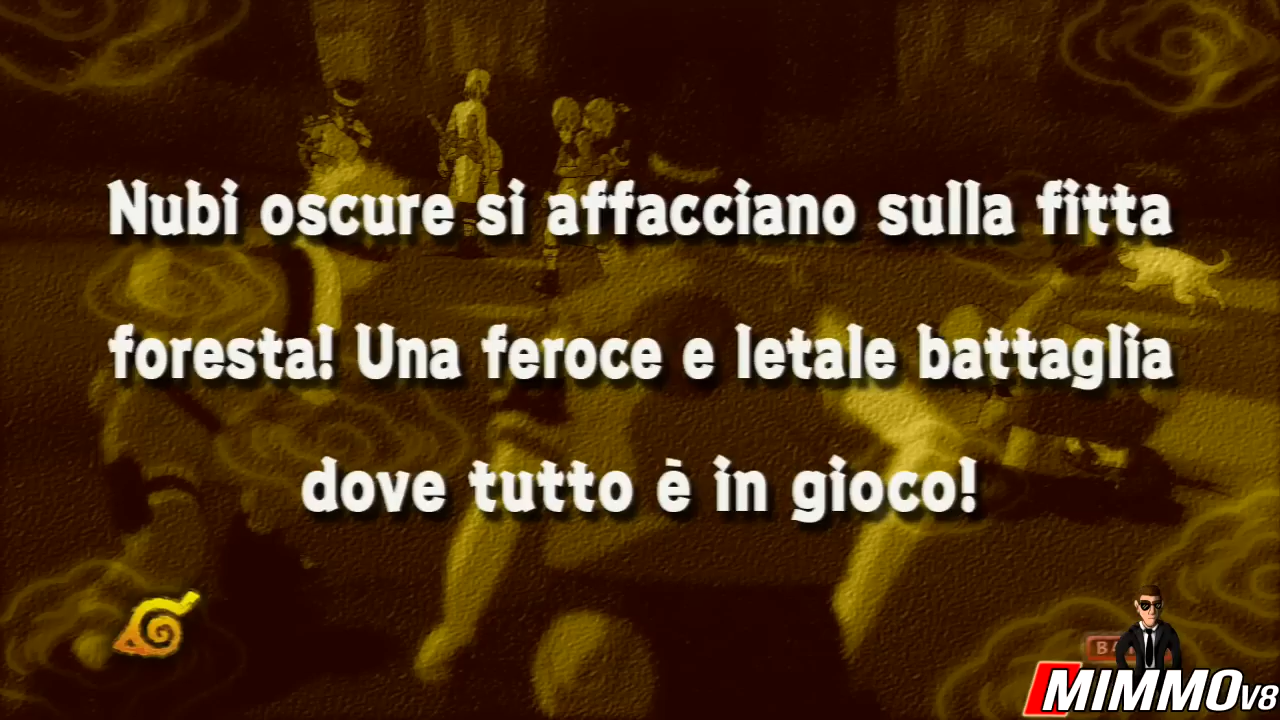 Nubi oscure si affacciano sulla fitta
foresta! Una feroce e letale battaglia
dove tutto è in gioco!
MIMMOV8